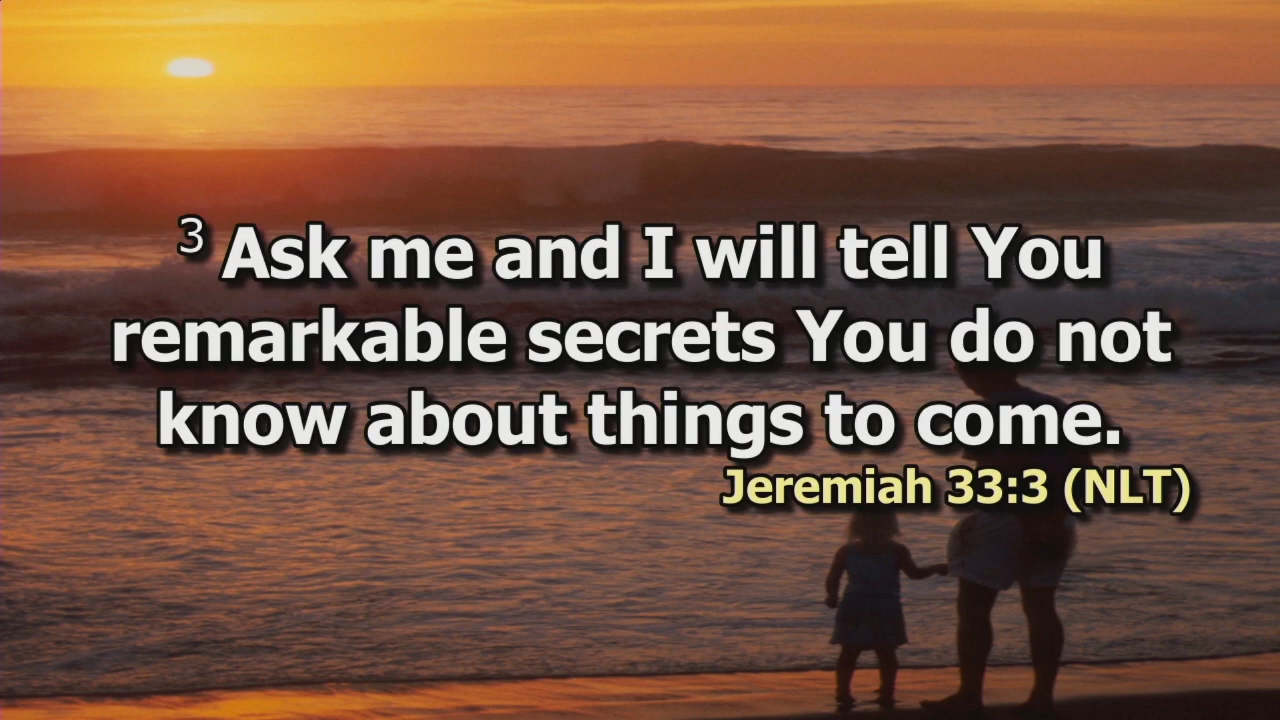 3 Ask me and I will tell You
remarkable secrets You do not
know about things to come.
Jeremiah 33:3 (NLT)